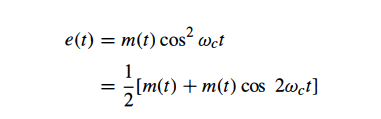 e(t) = m(t) cos² ω_c t
= 1/2 [m(t) + m(t) cos 2ω_c t]